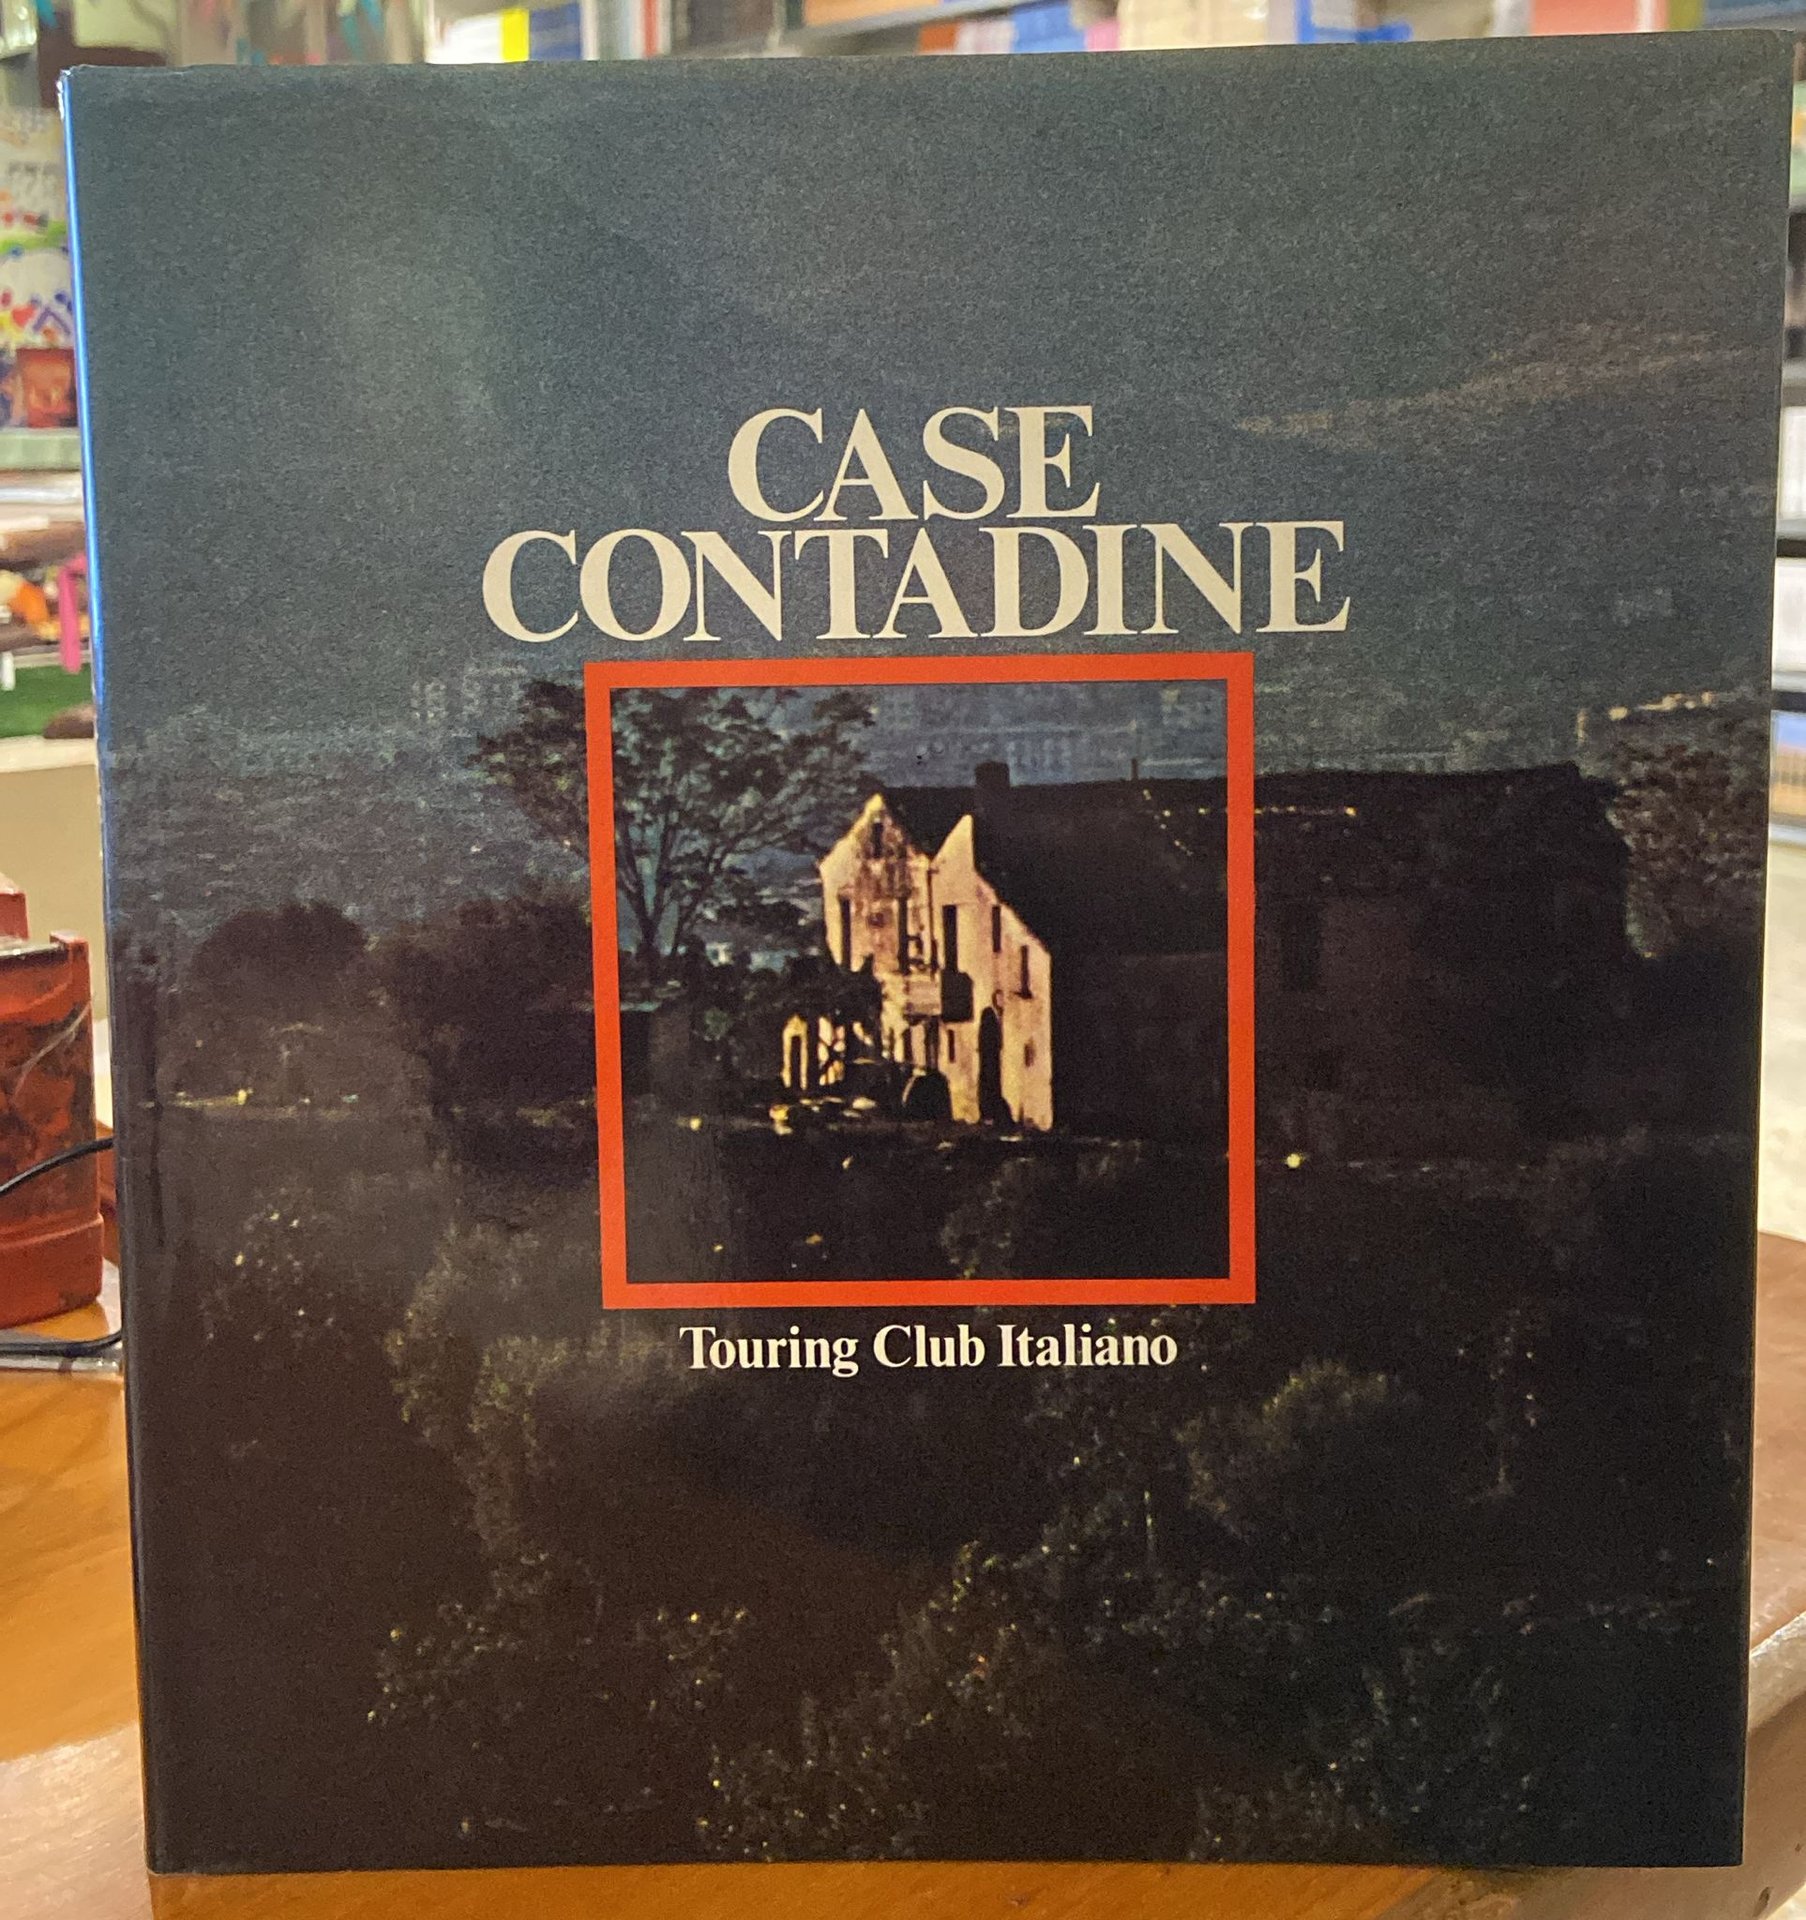 CASE
CONTADINE
Touring Club Italiano